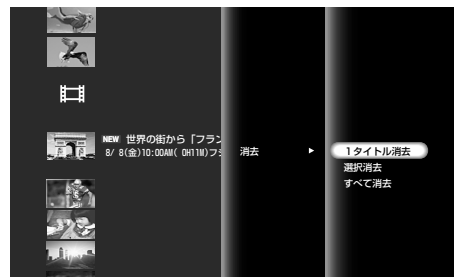 NEW 世界の街から「フラン
8/ 8(金)10:00AM( 0H11M)フ
消去
1タイトル消去
選択消去
すべて消去